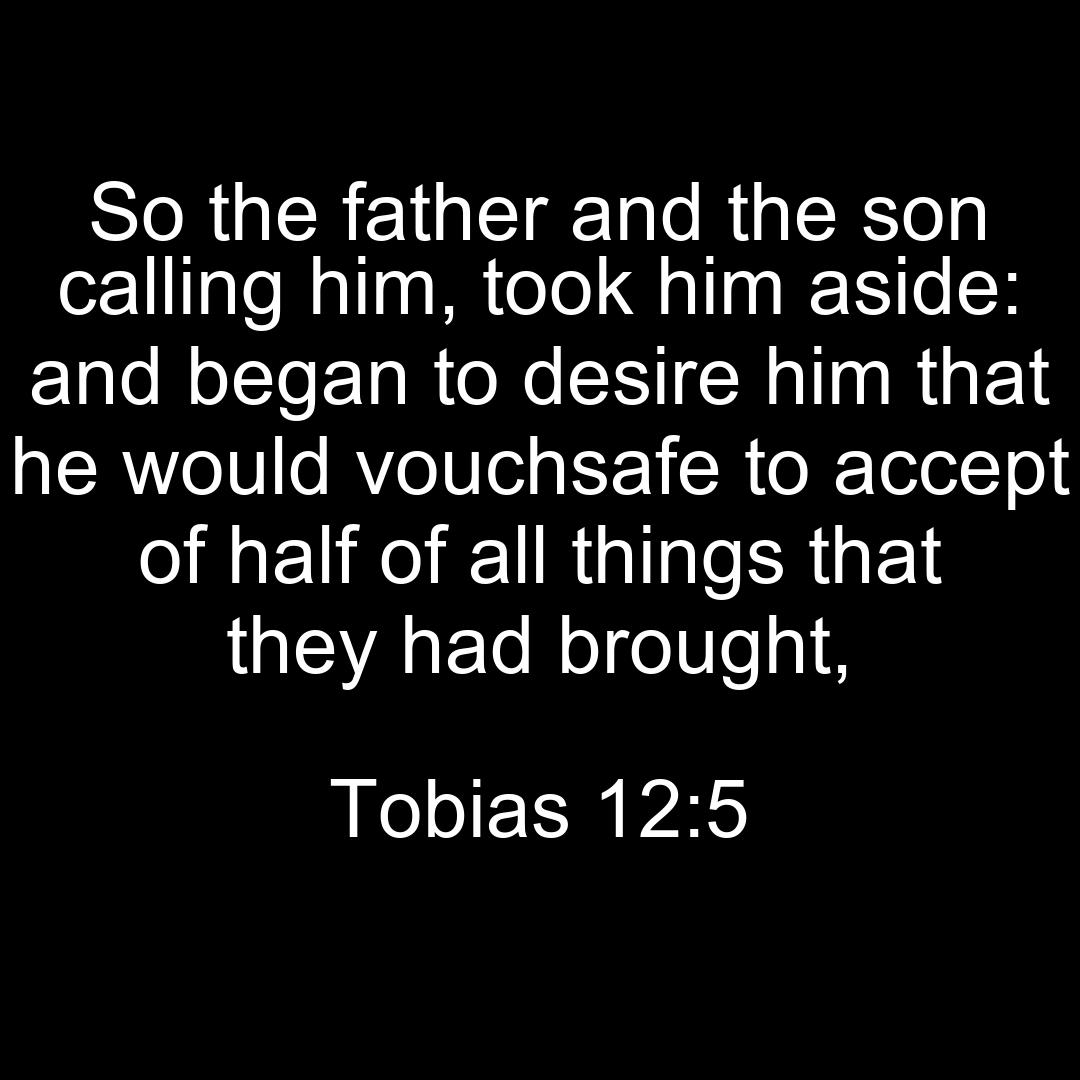 So the father and the son
calling him, took him aside:
and began to desire him that
he would vouchsafe to accept
of half of all things that
they had brought,
Tobias 12:5